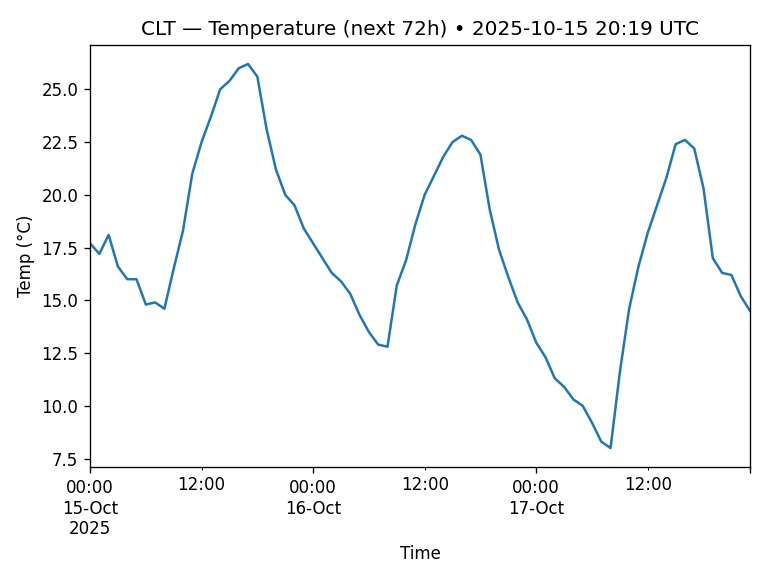 CLT — Temperature (next 72h) • 2025-10-15 20:19 UTC
Temp (°C)
25.0
22.5
20.0
17.5
15.0
12.5
10.0
7.5
00:00 12:00 00:00 12:00 00:00 12:00
15-Oct 16-Oct 17-Oct
2025
Time